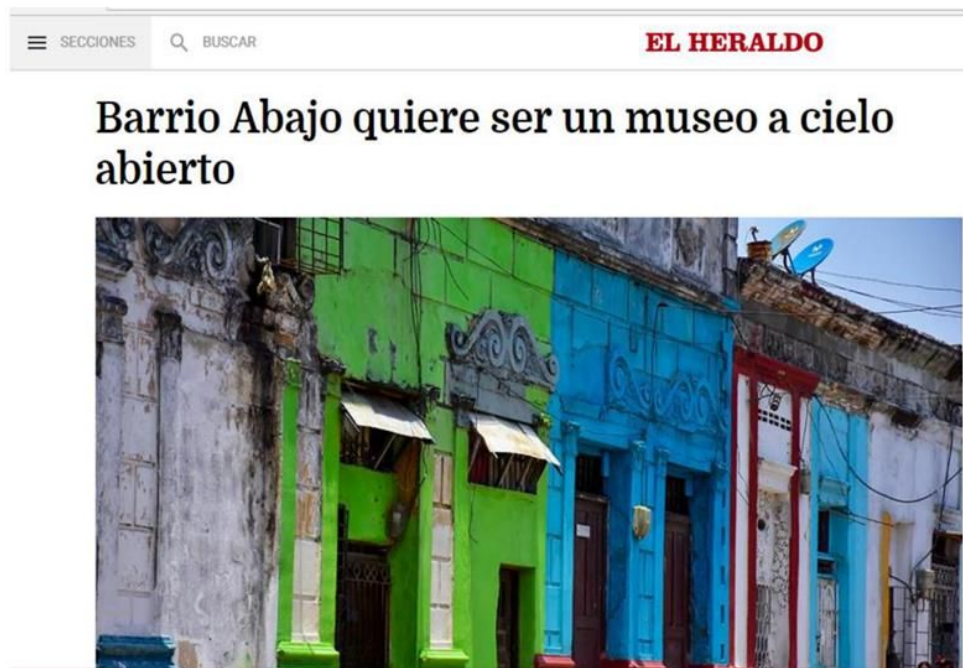 SECCIONES BUSCAR EL HERALDO
Barrio Abajo quiere ser un museo a cielo
abierto